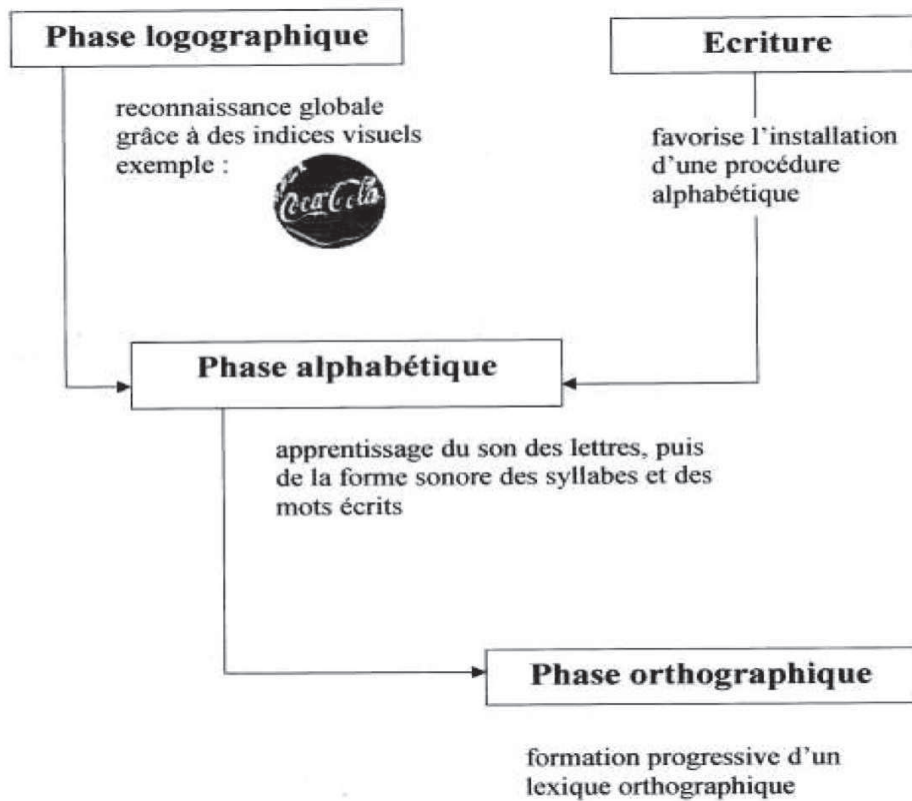 Phase logographique
reconnaissance globale
grâce à des indices visuels
exemple :
Coca-Cola
Ecriture
favorise l'installation
d'une procédure
alphabétique
Phase alphabétique
apprentissage du son des lettres, puis
de la forme sonore des syllabes et des
mots écrits
Phase orthographique
formation progressive d'un
lexique orthographique